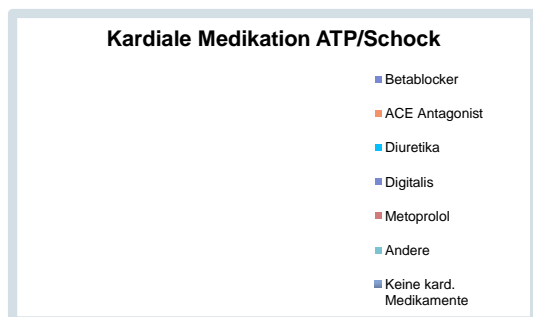 Kardiale Medikation ATP/Schock
Betablocker
ACE Antagonist
Diuretika
Digitalis
Metoprolol
Andere
Keine kard.
Medikamente